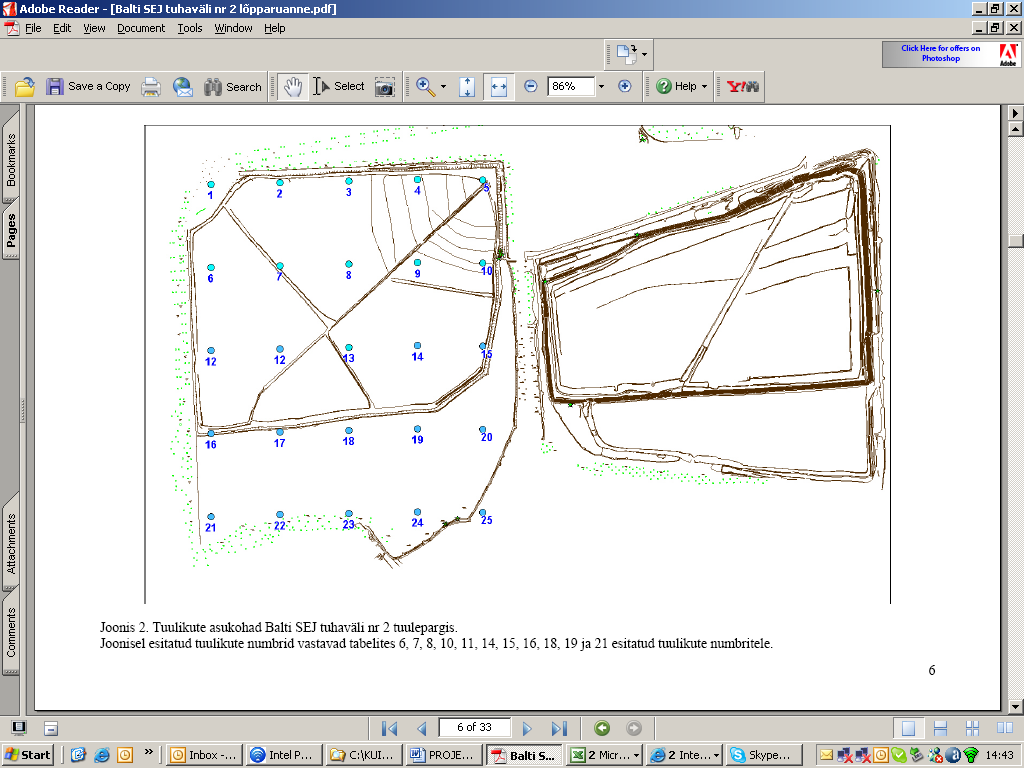 Adobe Reader - [Balti SEJ tuhaväli nr 2 lõpparuanne.pdf]
File Edit View Document Tools Window Help
Click Here for offers on
Photoshop
Adobe
Save a Copy Search Select 86% Help Y!
Bookmarks
Pages
Attachments
Comments
1 2 3 4 5
6 7 8 9 10
12 12 13 14 15
16 17 18 19 20
21 22 23 24 25
Joonis 2. Tuulikute asukohad Balti SEJ tuhaväli nr 2 tuulepargis.
Joonisel esitatud tuulikute numbrid vastavad tabelites 6, 7, 8, 10, 11, 14, 15, 16, 18, 19 ja 21 esitatud tuulikute numbritele.
6
6 of 33
Start » Inbox -... Intel P... C:\KUI... PROJE... Balti S... 2 Micr... 2 Inte... Skype... 14:43